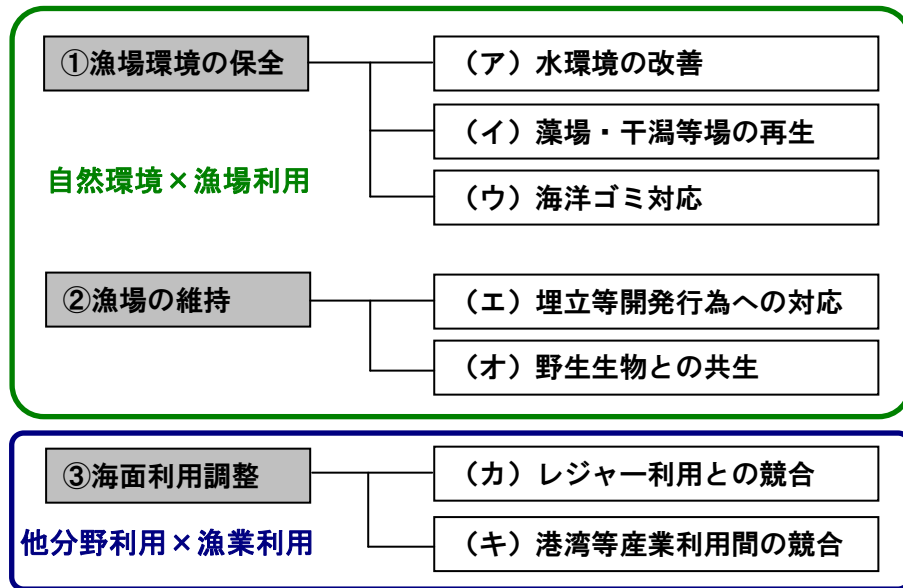 ①漁場環境の保全
（ア）水環境の改善
（イ）藻場・干潟等場の再生
自然環境×漁場利用
（ウ）海洋ゴミ対応
②漁場の維持
（エ）埋立等開発行為への対応
（オ）野生生物との共生
③海面利用調整
（カ）レジャー利用との競合
他分野利用×漁業利用
（キ）港湾等産業利用間の競合